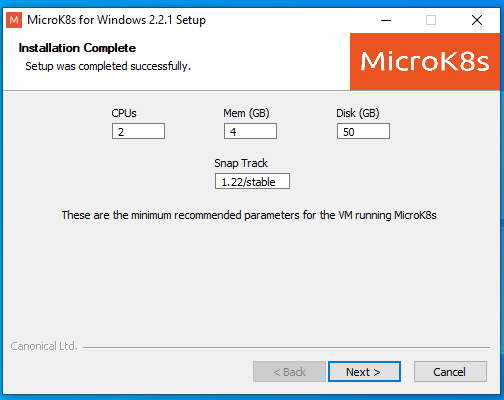 M MicroK8s for Windows 2.2.1 Setup
Installation Complete
Setup was completed successfully.
MicroK8s
CPUs Mem (GB) Disk (GB)
2 4 50
Snap Track
1.22/stable
These are the minimum recommended parameters for the VM running MicroK8s
Canonical Ltd.
< Back Next > Cancel